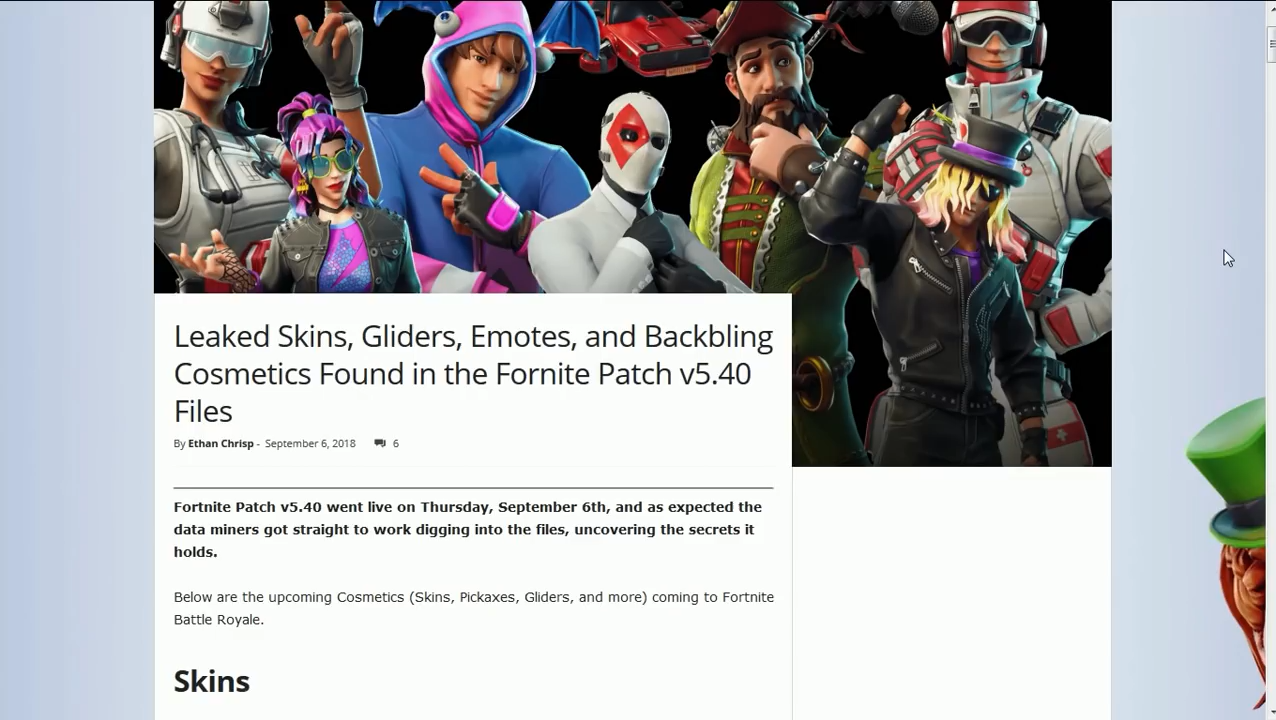 Leaked Skins, Gliders, Emotes, and Backbling
Cosmetics Found in the Fornite Patch v5.40
Files
By Ethan Chrisp - September 6, 2018 6
Fortnite Patch v5.40 went live on Thursday, September 6th, and as expected the
data miners got straight to work digging into the files, uncovering the secrets it
holds.
Below are the upcoming Cosmetics (Skins, Pickaxes, Gliders, and more) coming to Fortnite
Battle Royale.
Skins